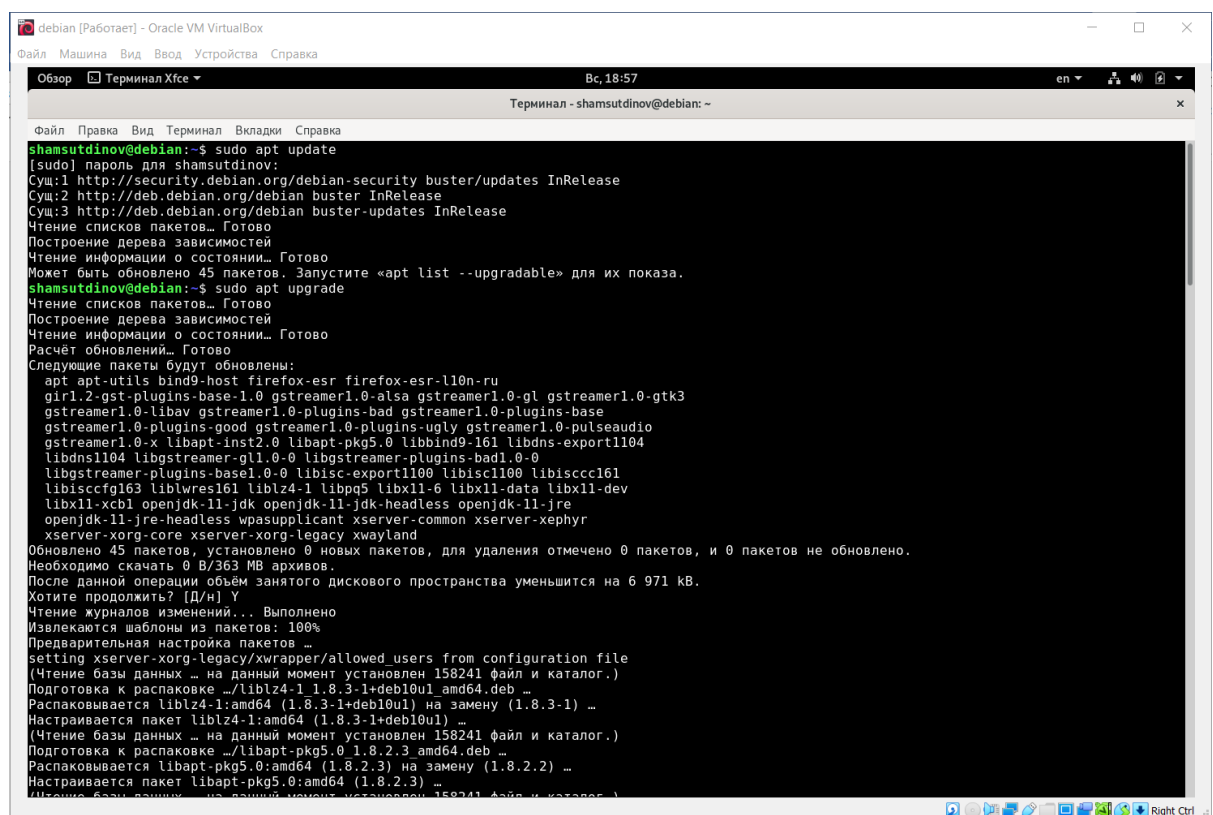 debian [Работает] - Oracle VM VirtualBox
Файл Машина Вид Ввод Устройства Справка
Обзор Терминал Xfce Вс, 18:57 en
Терминал - shamsutdinov@debian: ~
Файл Правка Вид Терминал Вкладки Справка
shamsutdinov@debian:~$ sudo apt update
[sudo] пароль для shamsutdinov:
Сущ:1 http://security.debian.org/debian-security buster/updates InRelease
Сущ:2 http://deb.debian.org/debian buster InRelease
Сущ:3 http://deb.debian.org/debian buster-updates InRelease
Чтение списков пакетов… Готово
Построение дерева зависимостей
Чтение информации о состоянии… Готово
Может быть обновлено 45 пакетов. Запустите «apt list --upgradable» для их показа.
shamsutdinov@debian:~$ sudo apt upgrade
Чтение списков пакетов… Готово
Построение дерева зависимостей
Чтение информации о состоянии… Готово
Расчёт обновлений… Готово
Следующие пакеты будут обновлены:
apt apt-utils bind9-host firefox-esr firefox-esr-l10n-ru
gir1.2-gst-plugins-base-1.0 gstreamer1.0-alsa gstreamer1.0-gl gstreamer1.0-gtk3
gstreamer1.0-libav gstreamer1.0-plugins-bad gstreamer1.0-plugins-base
gstreamer1.0-plugins-good gstreamer1.0-plugins-ugly gstreamer1.0-pulseaudio
gstreamer1.0-x libapt-inst2.0 libapt-pkg5.0 libbind9-161 libdns-export1104
libdns1104 libgstreamer-gl1.0-0 libgstreamer-plugins-bad1.0-0
libgstreamer-plugins-base1.0-0 libisc-export1100 libisc1100 libisccc161
libisccfg163 liblwres161 liblz4-1 libpq5 libx11-6 libx11-data libx11-dev
libx11-xcb1 openjdk-11-jdk openjdk-11-jdk-headless openjdk-11-jre
openjdk-11-jre-headless wpasupplicant xserver-common xserver-xephyr
xserver-xorg-core xserver-xorg-legacy xwayland
Обновлено 45 пакетов, установлено 0 новых пакетов, для удаления отмечено 0 пакетов, и 0 пакетов не обновлено.
Необходимо скачать 0 B/363 MB архивов.
После данной операции объём занятого дискового пространства уменьшится на 6 971 kB.
Хотите продолжить? [Д/н] Y
Чтение журналов изменений... Выполнено
Извлекаются шаблоны из пакетов: 100%
Предварительная настройка пакетов …
setting xserver-xorg-legacy/xwrapper/allowed_users from configuration file
(Чтение базы данных … на данный момент установлен 158241 файл и каталог.)
Подготовка к распаковке …/liblz4-1_1.8.3-1+deb10u1_amd64.deb …
Распаковывается liblz4-1:amd64 (1.8.3-1+deb10u1) на замену (1.8.3-1) …
Настраивается пакет liblz4-1:amd64 (1.8.3-1+deb10u1) …
(Чтение базы данных … на данный момент установлен 158241 файл и каталог.)
Подготовка к распаковке …/libapt-pkg5.0_1.8.2.3_amd64.deb …
Распаковывается libapt-pkg5.0:amd64 (1.8.2.3) на замену (1.8.2.2) …
Настраивается пакет libapt-pkg5.0:amd64 (1.8.2.3) …
(Чтение базы данных … на данный момент установлен 158241 файл и каталог.)
Right Ctrl